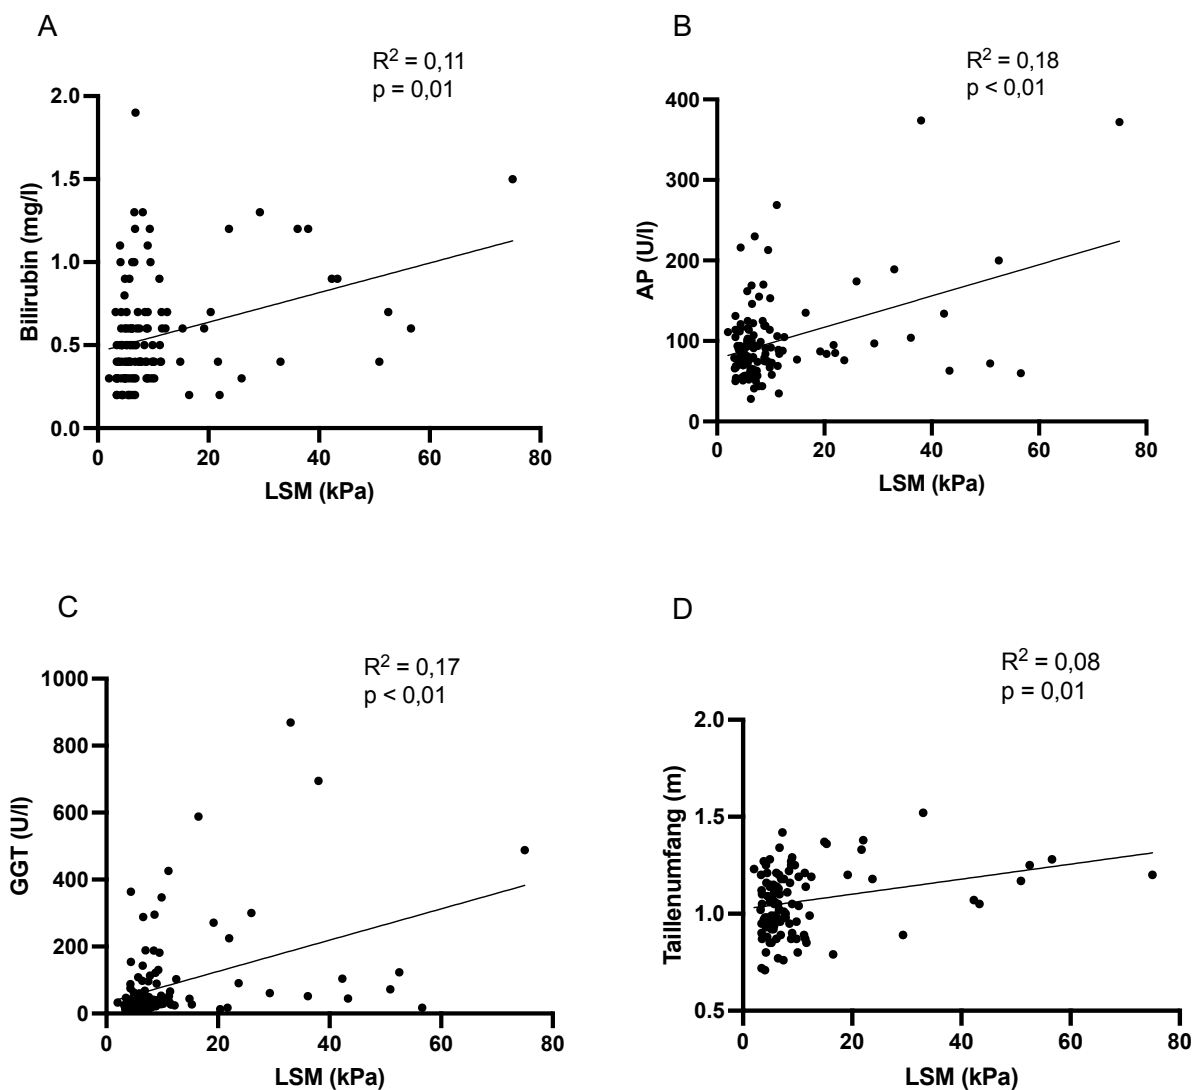 A
R² = 0,11
p = 0,01
2.0
1.5
1.0
0.5
0.0
Bilirubin (mg/l)
0 20 40 60 80
LSM (kPa)
B
R² = 0,18
p < 0,01
400
300
200
100
0
AP (U/l)
0 20 40 60 80
LSM (kPa)
C
R² = 0,17
p < 0,01
1000
800
600
400
200
0
GGT (U/l)
0 20 40 60 80
LSM (kPa)
D
R² = 0,08
p = 0,01
2.0
1.5
1.0
0.5
Taillenumfang (m)
0 20 40 60 80
LSM (kPa)